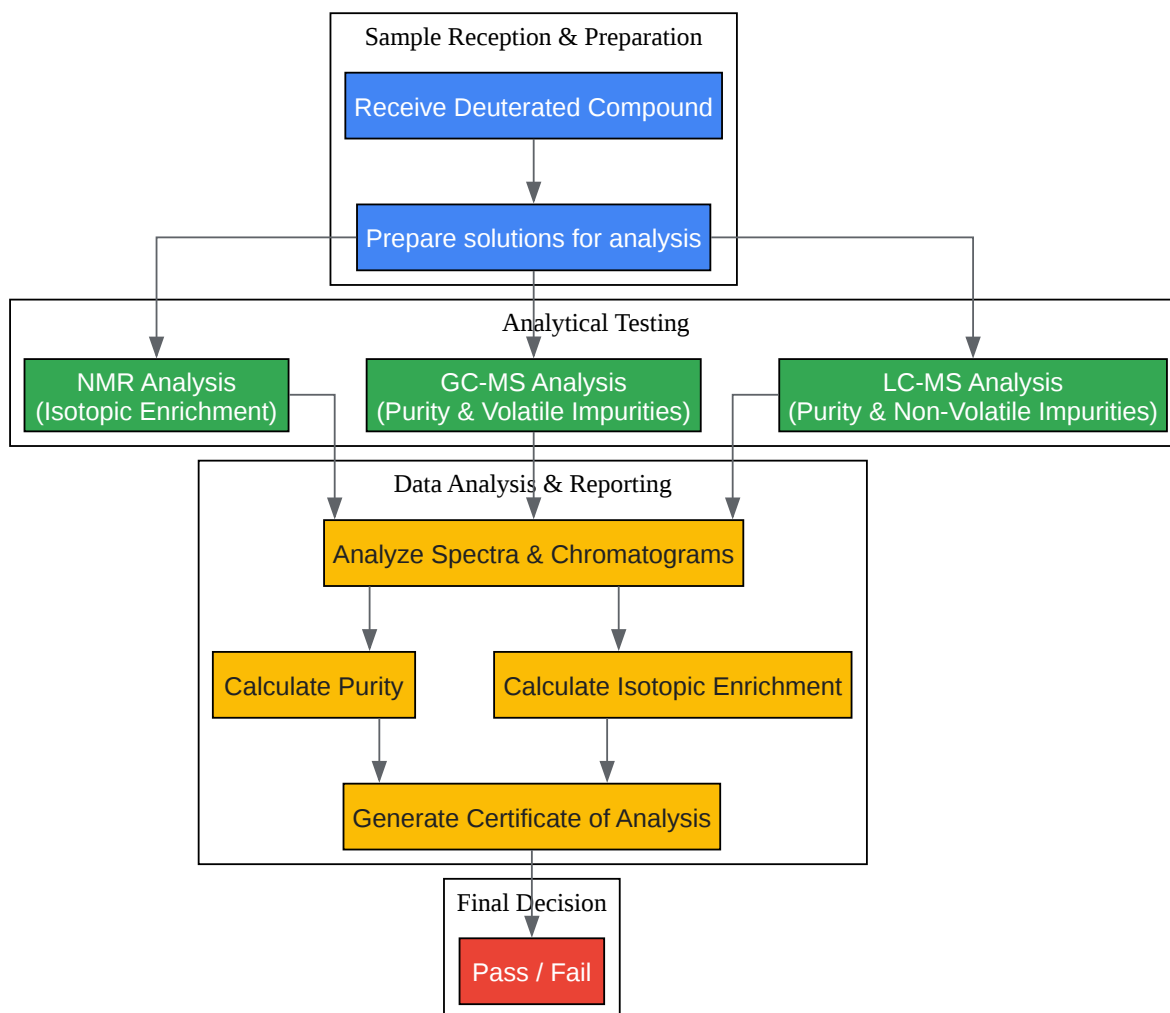 Sample Reception & Preparation
Receive Deuterated Compound
Prepare solutions for analysis
Analytical Testing
NMR Analysis
(Isotopic Enrichment)
GC-MS Analysis
(Purity & Volatile Impurities)
LC-MS Analysis
(Purity & Non-Volatile Impurities)
Data Analysis & Reporting
Analyze Spectra & Chromatograms
Calculate Purity
Calculate Isotopic Enrichment
Generate Certificate of Analysis
Final Decision
Pass / Fail